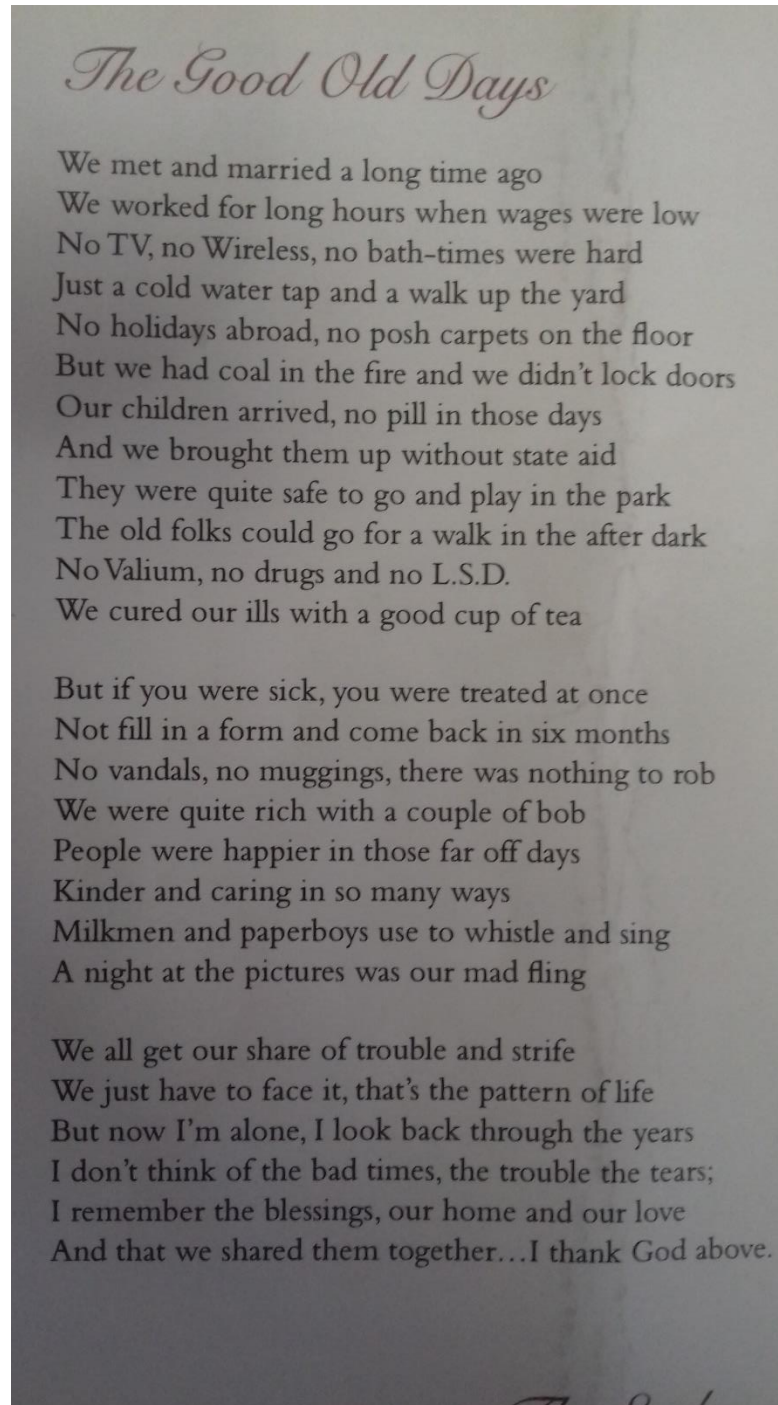 The Good Old Days
We met and married a long time ago
We worked for long hours when wages were low
No TV, no Wireless, no bath-times were hard
Just a cold water tap and a walk up the yard
No holidays abroad, no posh carpets on the floor
But we had coal in the fire and we didn't lock doors
Our children arrived, no pill in those days
And we brought them up without state aid
They were quite safe to go and play in the park
The old folks could go for a walk in the after dark
No Valium, no drugs and no L.S.D.
We cured our ills with a good cup of tea
But if you were sick, you were treated at once
Not fill in a form and come back in six months
No vandals, no muggings, there was nothing to rob
We were quite rich with a couple of bob
People were happier in those far off days
Kinder and caring in so many ways
Milkmen and paperboys use to whistle and sing
A night at the pictures was our mad fling
We all get our share of trouble and strife
We just have to face it, that's the pattern of life
But now I'm alone, I look back through the years
I don't think of the bad times, the trouble the tears;
I remember the blessings, our home and our love
And that we shared them together...I thank God above.